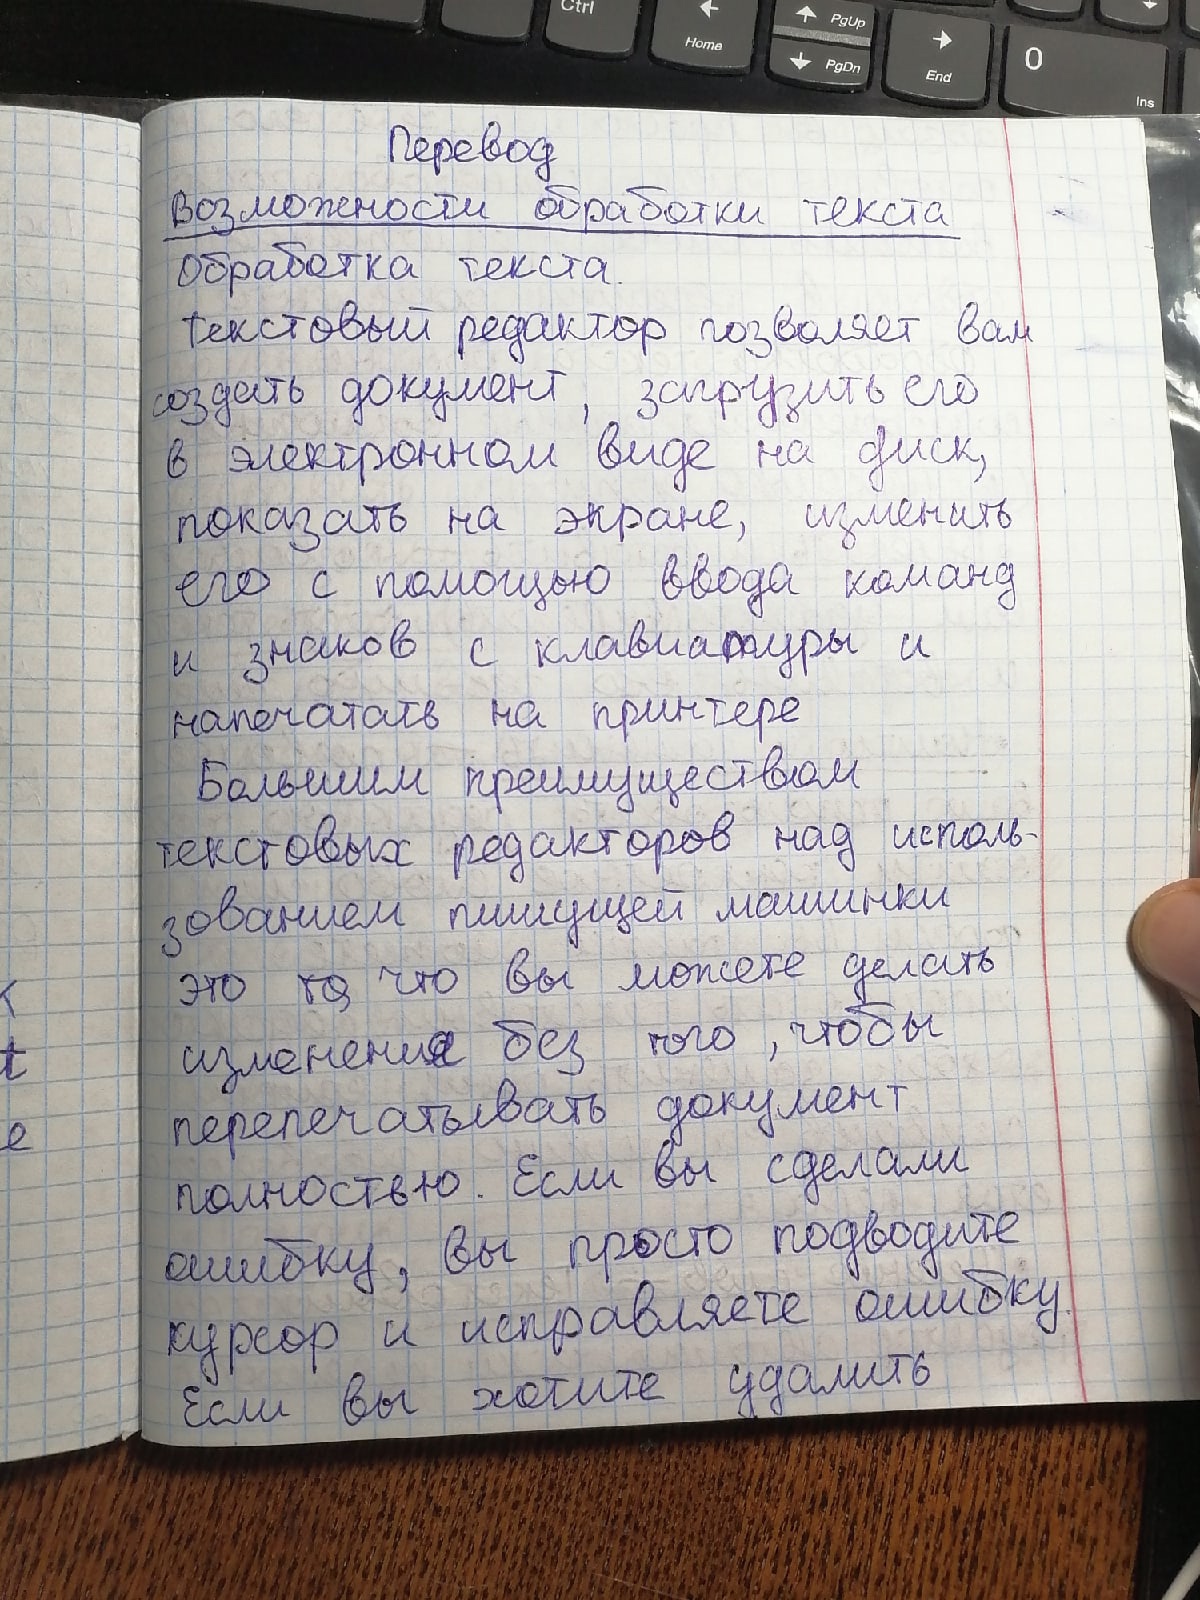 Ctrl
Home
PgUp
PgDn
End
0
Ins
Перевод
Возможности обработки текста
Обработка текста.
Текстовый редактор позволяет вам
создать документ, загрузить его
в электронном виде на диск,
показать на экране, изменить
его с помощью ввода команд
и знаков с клавиатуры и
напечатать на принтере
Большим преимуществом
текстовых редакторов над исполь-
зованием пишущей машинки
это то, что вы можете делать
изменения без того, чтобы
перепечатывать документ
полностью. Если вы сделали
ошибку, вы просто подводите
курсор и исправляете ошибку.
Если вы хотите удалить
t
е